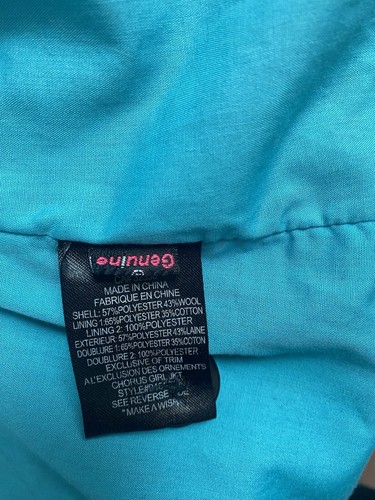 Genuine
MADE IN CHINA
FABRIQUE EN CHINE
SHELL: 57%POLYESTER 43%WOOL
LINING 1:65%POLYESTER 35%COTTON
LINING 2: 100%POLYESTER
EXTERIEUR: 57%POLYESTER 43%LAINE
DOUBLURE 1: 65%POLYESTER 35%COTON
DOUBLURE 2: 100%POLYESTER
EXCLUSIVE OF TRIM
A L'EXCLUSION DES ORNEMENTS
CHORUS GIRL JKT
SEE REVERSE
"MAKE A WISH"